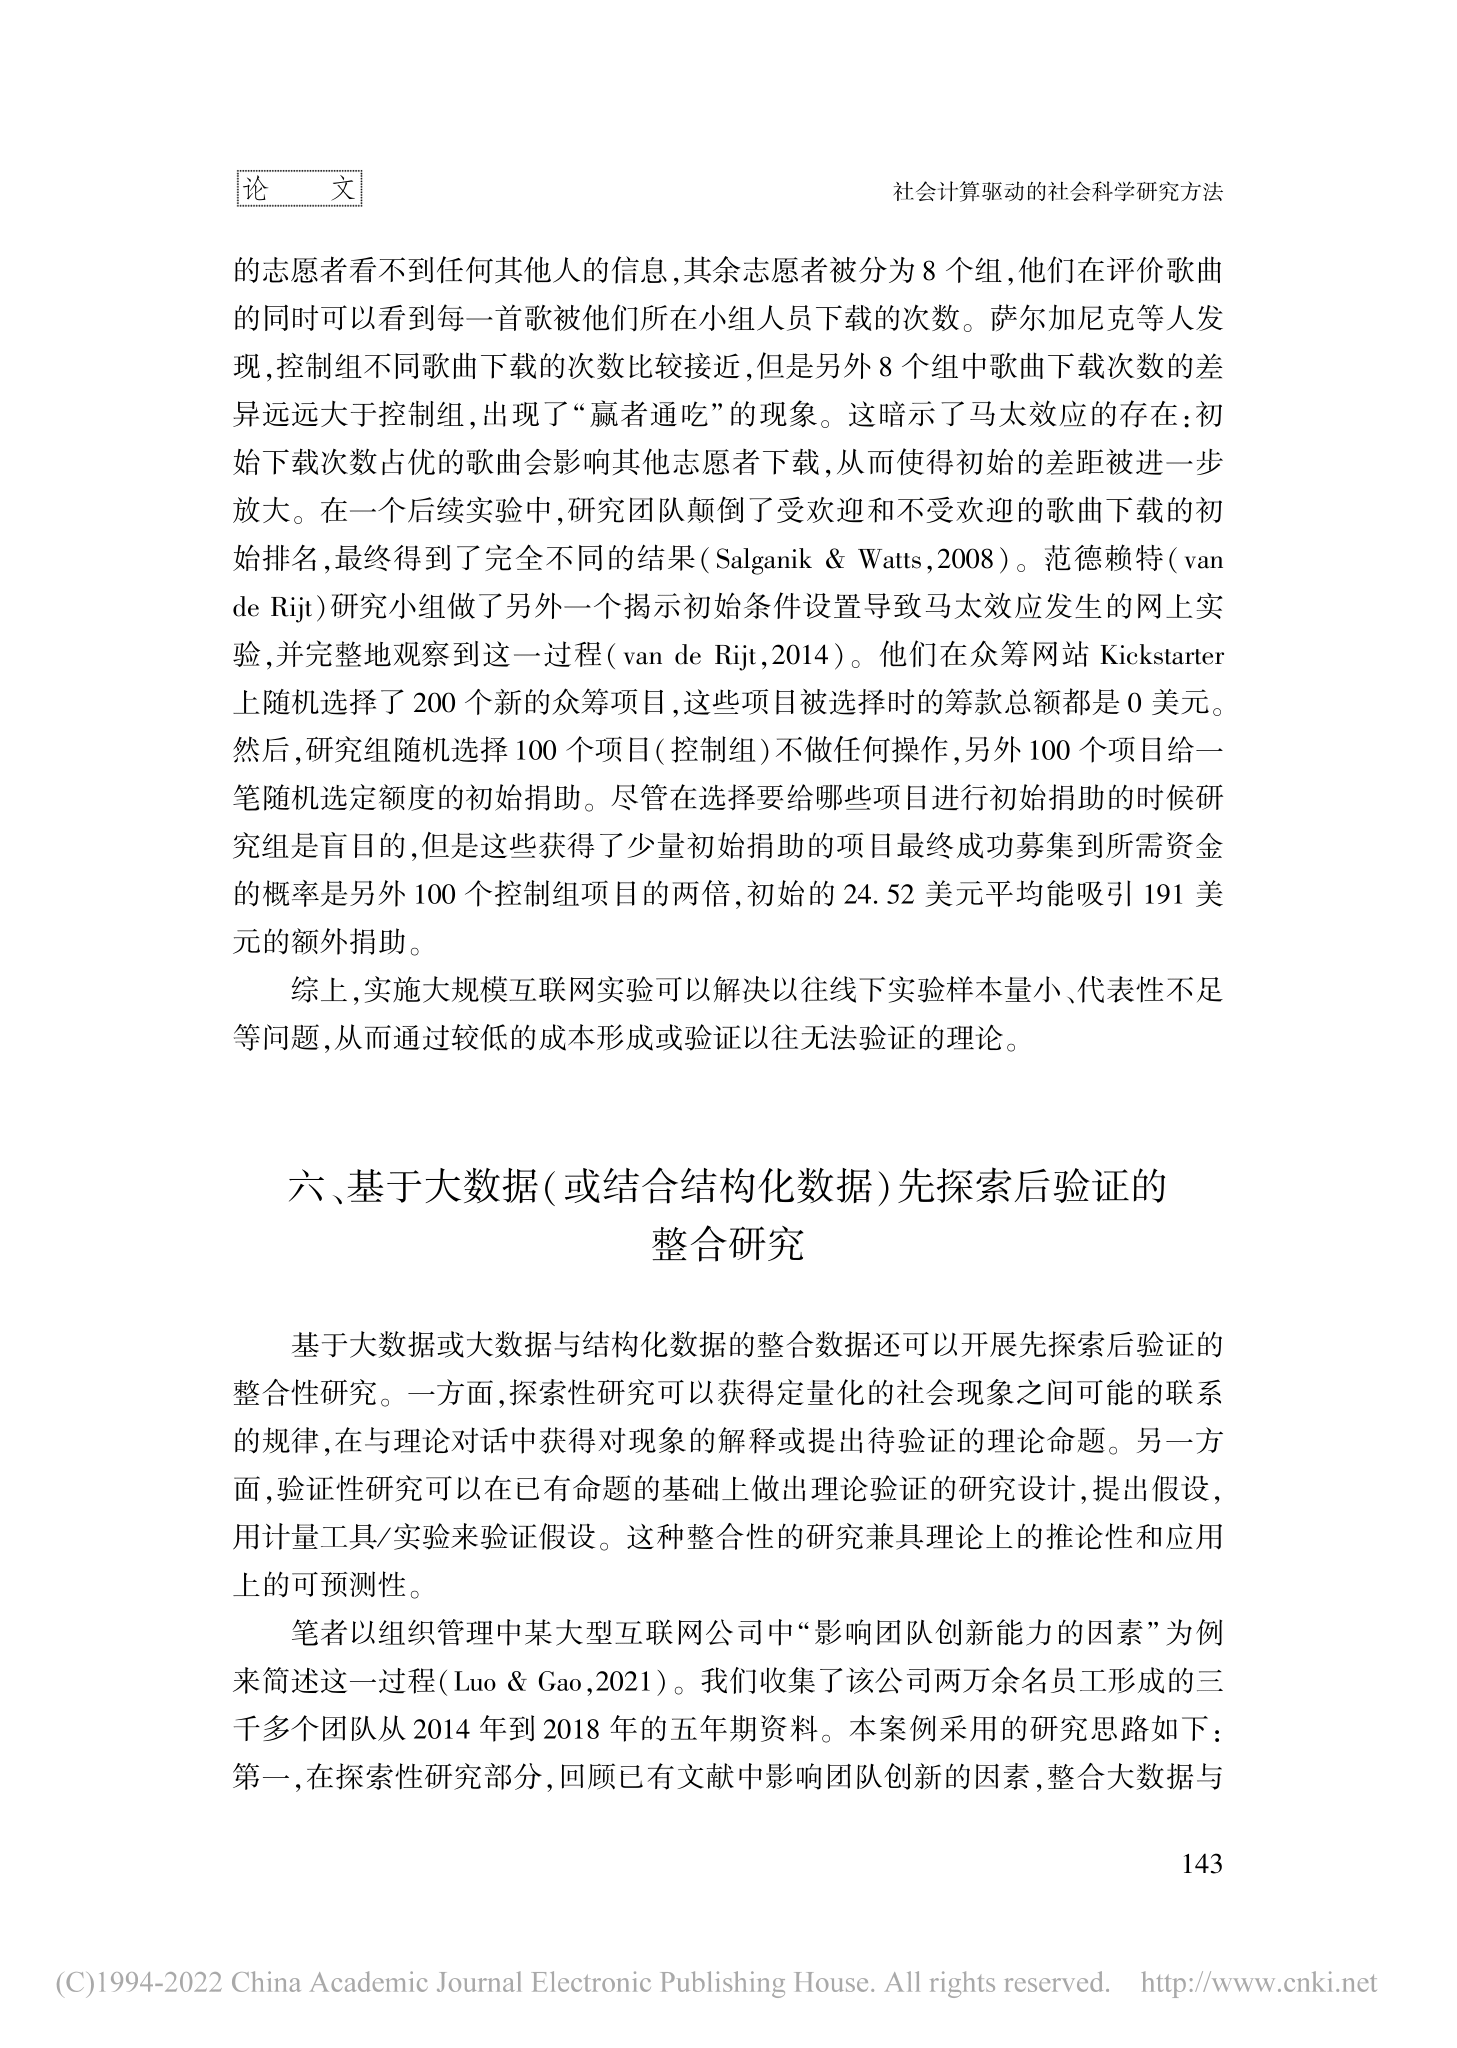 论　　文
社会计算驱动的社会科学研究方法
的志愿者看不到任何其他人的信息,其余志愿者被分为 8 个组,他们在评价歌曲
的同时可以看到每一首歌被他们所在小组人员下载的次数。萨尔加尼克等人发
现,控制组不同歌曲下载的次数比较接近,但是另外 8 个组中歌曲下载次数的差
异远远大于控制组,出现了“赢者通吃”的现象。这暗示了马太效应的存在:初
始下载次数占优的歌曲会影响其他志愿者下载,从而使得初始的差距被进一步
放大。在一个后续实验中,研究团队颠倒了受欢迎和不受欢迎的歌曲下载的初
始排名,最终得到了完全不同的结果(Salganik & Watts,2008)。范德赖特(van
de Rijt)研究小组做了另外一个揭示初始条件设置导致马太效应发生的网上实
验,并完整地观察到这一过程(van de Rijt,2014)。他们在众筹网站 Kickstarter
上随机选择了 200 个新的众筹项目,这些项目被选择时的筹款总额都是 0 美元。
然后,研究组随机选择 100 个项目(控制组)不做任何操作,另外 100 个项目给一
笔随机选定额度的初始捐助。尽管在选择要给哪些项目进行初始捐助的时候研
究组是盲目的,但是这些获得了少量初始捐助的项目最终成功募集到所需资金
的概率是另外 100 个控制组项目的两倍,初始的 24. 52 美元平均能吸引 191 美
元的额外捐助。
综上,实施大规模互联网实验可以解决以往线下实验样本量小、代表性不足
等问题,从而通过较低的成本形成或验证以往无法验证的理论。
六、基于大数据(或结合结构化数据)先探索后验证的
整合研究
基于大数据或大数据与结构化数据的整合数据还可以开展先探索后验证的
整合性研究。一方面,探索性研究可以获得定量化的社会现象之间可能的联系
的规律,在与理论对话中获得对现象的解释或提出待验证的理论命题。另一方
面,验证性研究可以在已有命题的基础上做出理论验证的研究设计,提出假设,
用计量工具/实验来验证假设。这种整合性的研究兼具理论上的推论性和应用
上的可预测性。
笔者以组织管理中某大型互联网公司中“影响团队创新能力的因素”为例
来简述这一过程(Luo & Gao,2021)。我们收集了该公司两万余名员工形成的三
千多个团队从 2014 年到 2018 年的五年期资料。本案例采用的研究思路如下:
第一,在探索性研究部分,回顾已有文献中影响团队创新的因素,整合大数据与
143
(C)1994-2022 China Academic Journal Electronic Publishing House. All rights reserved. http://www.cnki.net